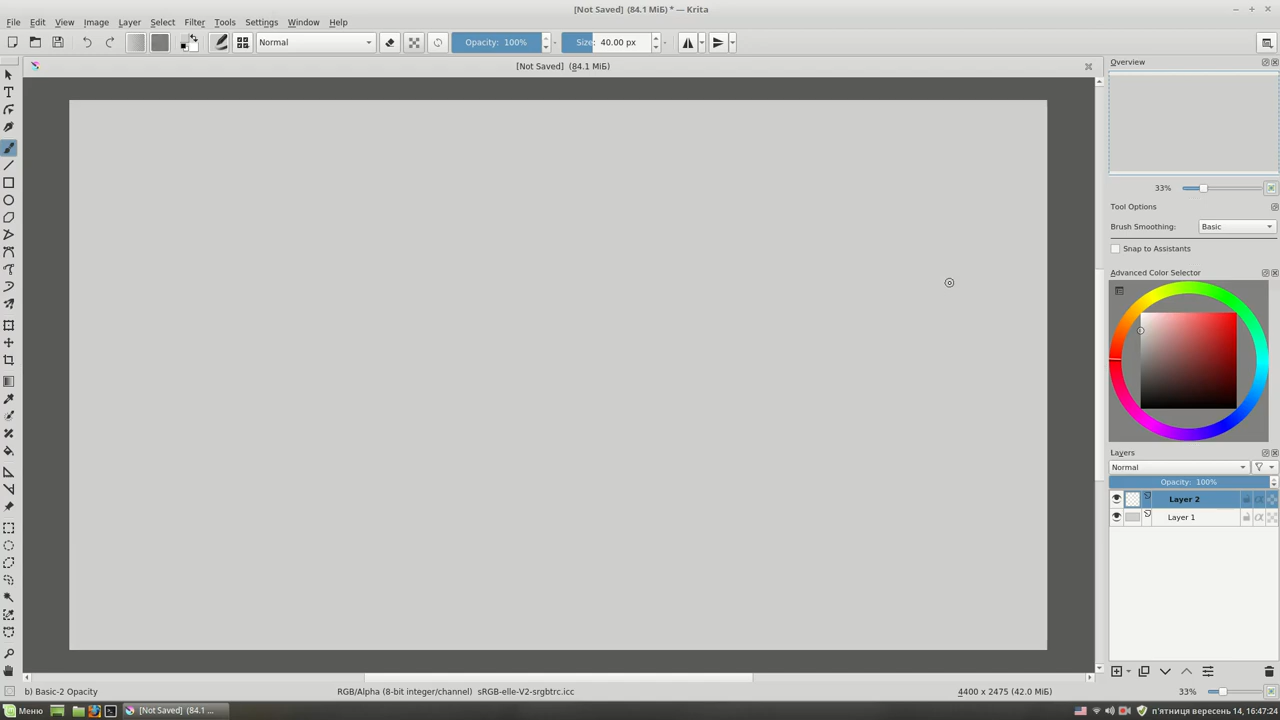 [Not Saved] (84.1 МіБ) * — Krita
File Edit View Image Layer Select Filter Tools Settings Window Help
Normal
Opacity: 100%
Size: 40.00 px
[Not Saved] (84.1 МіБ)
Overview
33%
Tool Options
Brush Smoothing: Basic
Snap to Assistants
Advanced Color Selector
Layers
Normal
Opacity: 100%
Layer 2
Layer 1
b) Basic-2 Opacity
RGB/Alpha (8-bit integer/channel) sRGB-elle-V2-srgbtrc.icc
4400 x 2475 (42.0 МіБ)
33%
Меню
[Not Saved] (84.1 ...
п'ятниця вересень 14, 16:47:24